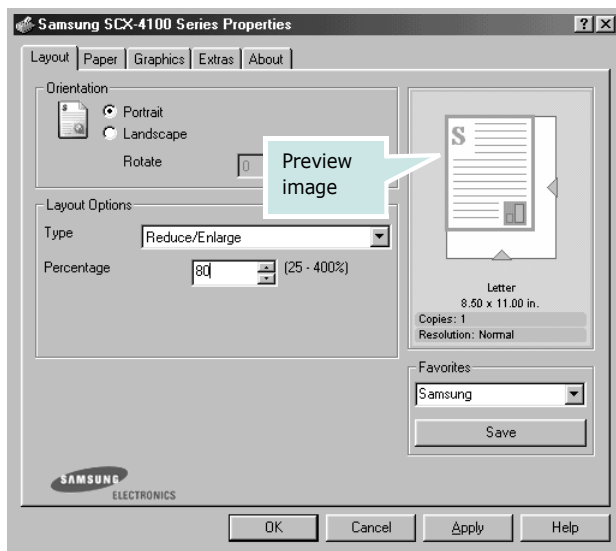 Samsung SCX-4100 Series Properties
Layout Paper Graphics Extras About
Orientation
Portrait
Landscape
Rotate 0
Preview
image
Layout Options
Type Reduce/Enlarge
Percentage 80 (25 - 400%)
S
S
Letter
8.50 x 11.00 in.
Copies: 1
Resolution: Normal
Favorites
Samsung
Save
SAMSUNG
ELECTRONICS
OK Cancel Apply Help